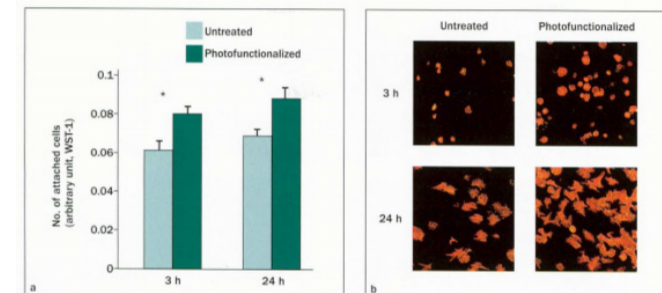 Untreated
Photofunctionalized
0.1
0.08
0.06
0.04
0.02
0
No. of attached cells
(arbitrary unit, WST-1)
*
*
3 h
24 h
a
Untreated
Photofunctionalized
3 h
24 h
b